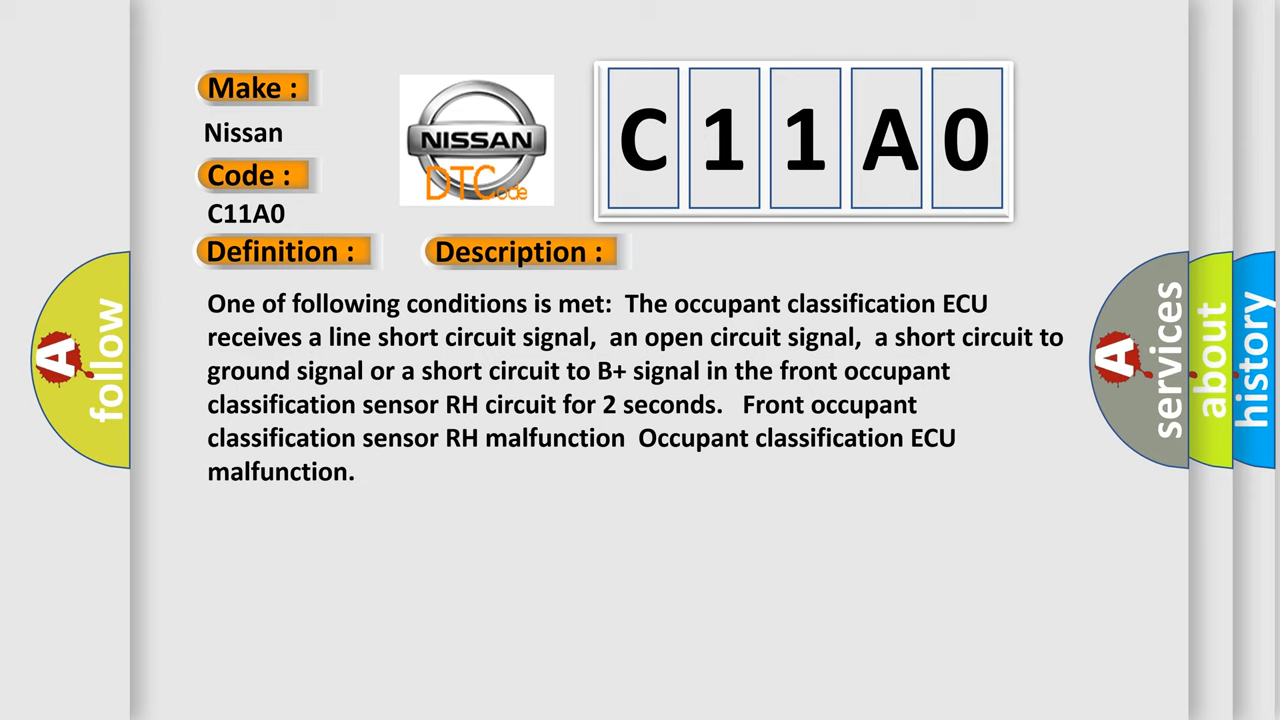 Make :
Nissan
Code :
C11A0
NISSAN
DTCode
C11A0
Definition :
Description :
One of following conditions is met: The occupant classification ECU
receives a line short circuit signal, an open circuit signal, a short circuit to
ground signal or a short circuit to B+ signal in the front occupant
classification sensor RH circuit for 2 seconds. Front occupant
classification sensor RH malfunction Occupant classification ECU
malfunction.
A follow
A services
about
history